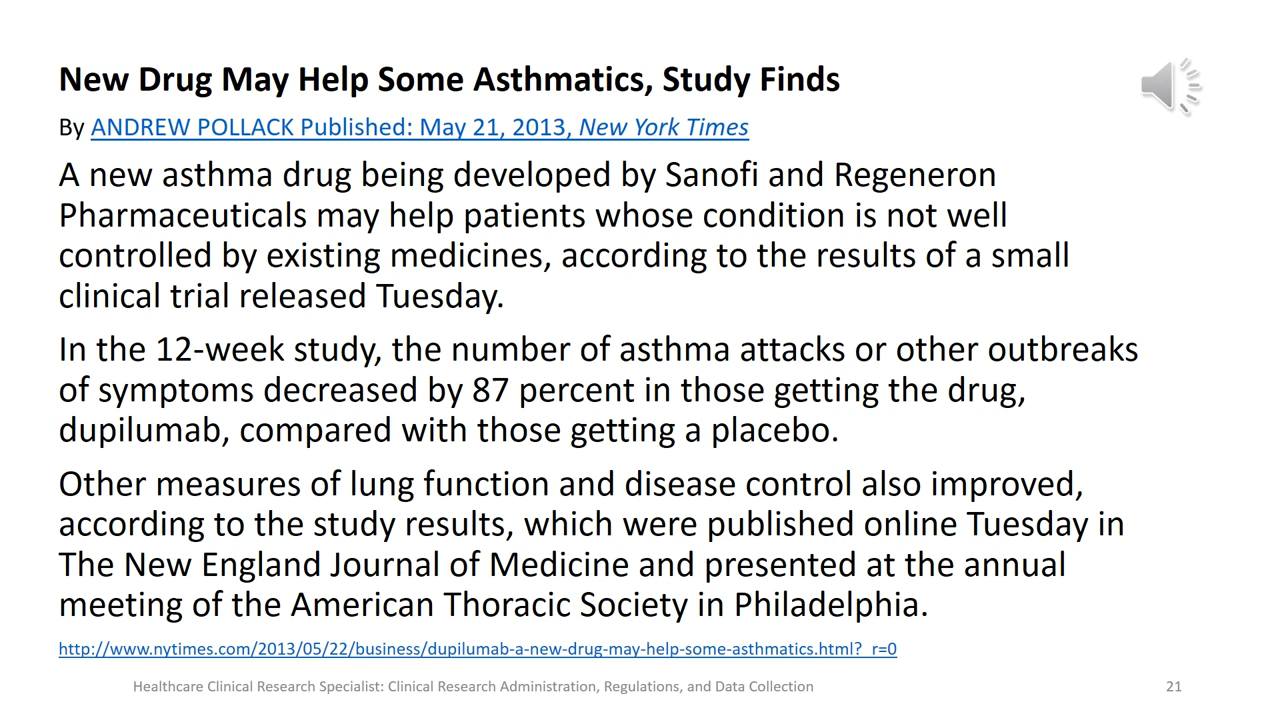 New Drug May Help Some Asthmatics, Study Finds
By ANDREW POLLACK Published: May 21, 2013, New York Times
A new asthma drug being developed by Sanofi and Regeneron
Pharmaceuticals may help patients whose condition is not well
controlled by existing medicines, according to the results of a small
clinical trial released Tuesday.
In the 12-week study, the number of asthma attacks or other outbreaks
of symptoms decreased by 87 percent in those getting the drug,
dupilumab, compared with those getting a placebo.
Other measures of lung function and disease control also improved,
according to the study results, which were published online Tuesday in
The New England Journal of Medicine and presented at the annual
meeting of the American Thoracic Society in Philadelphia.
http://www.nytimes.com/2013/05/22/business/dupilumab-a-new-drug-may-help-some-asthmatics.html?_r=0
Healthcare Clinical Research Specialist: Clinical Research Administration, Regulations, and Data Collection
21